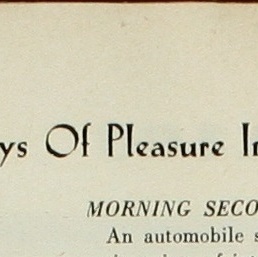 ys Of Pleasure In
MORNING SECO
An automobile s